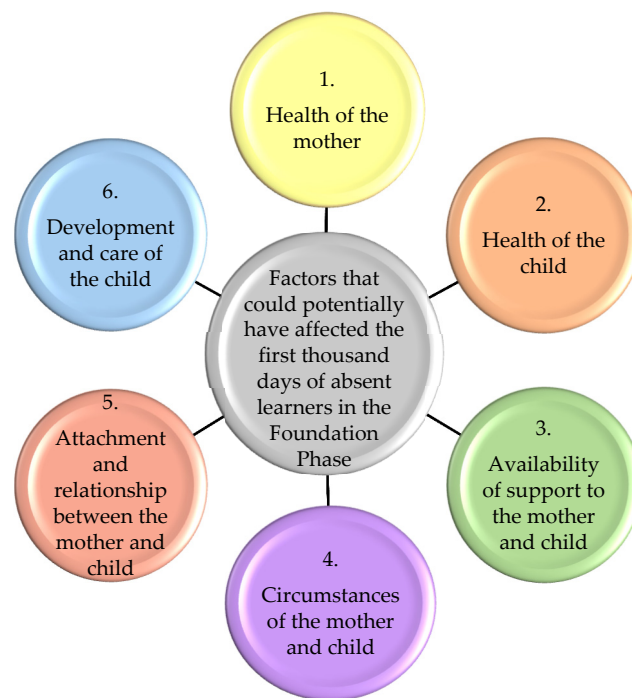 1.
Health of the
mother
2.
Health of the
child
3.
Availability
of support to
the mother
and child
4.
Circumstances
of the mother
and child
5.
Attachment
and
relationship
between the
mother and
child
6.
Development
and care of
the child
Factors that
could potentially
have affected the
first thousand
days of absent
learners in the
Foundation
Phase